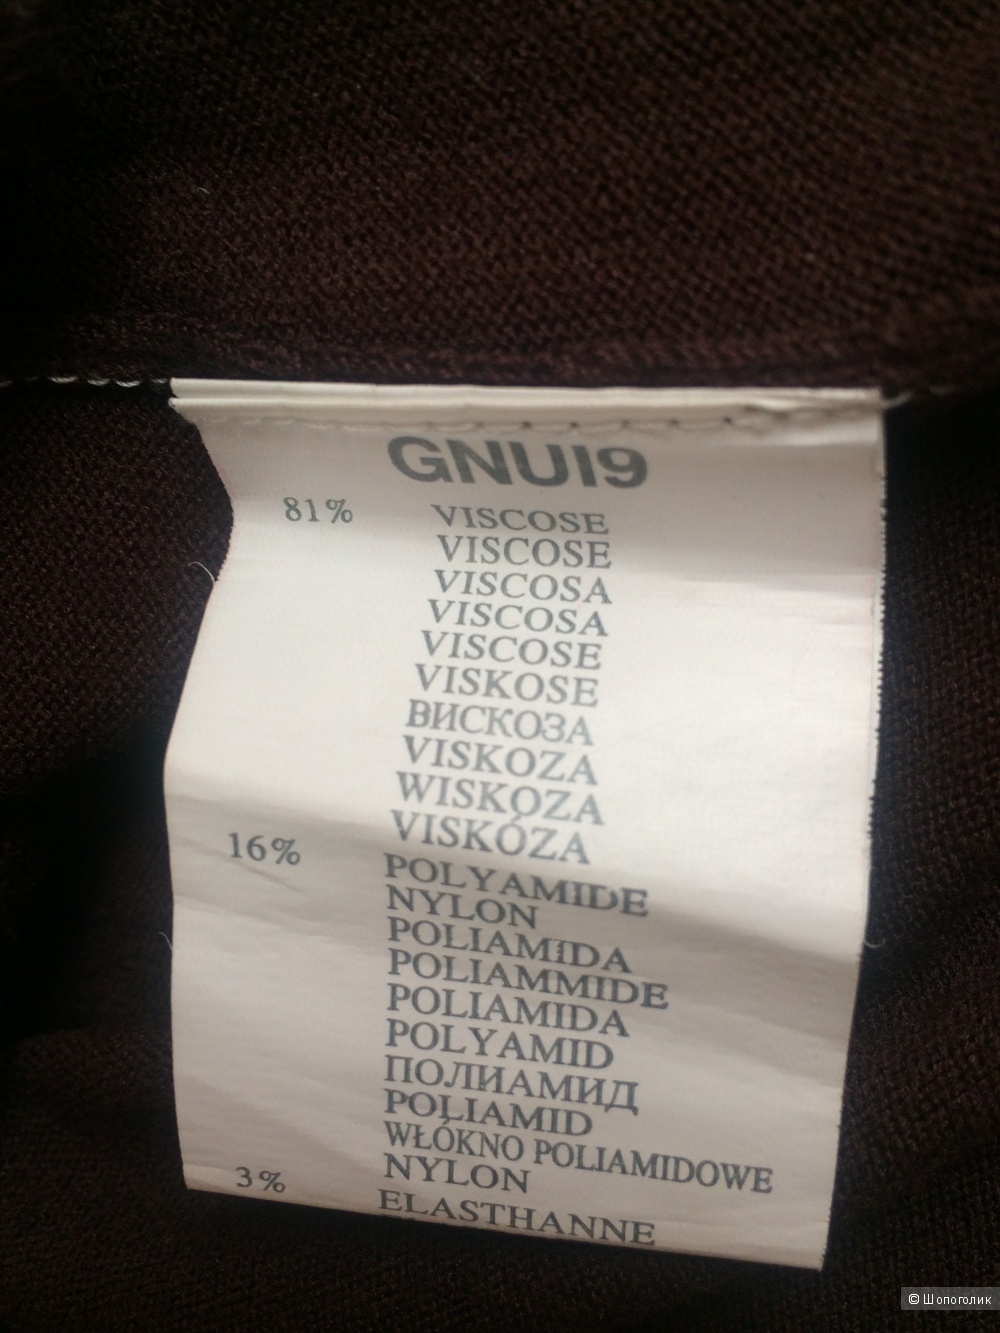 GNUI9
81% VISCOSE
VISCOSE
VISCOSA
VISCOSA
VISCOSE
VISKOSE
ВИСКОЗА
VISKOZA
WISKOZA
VISKÓZA
16% POLYAMIDE
NYLON
POLIAMIDA
POLIAMMIDE
POLIAMIDA
POLYAMID
ПОЛИАМИД
POLIAMID
WŁÓKNO POLIAMIDOWE
NYLON
3% ELASTHANNE
© Шопоголик